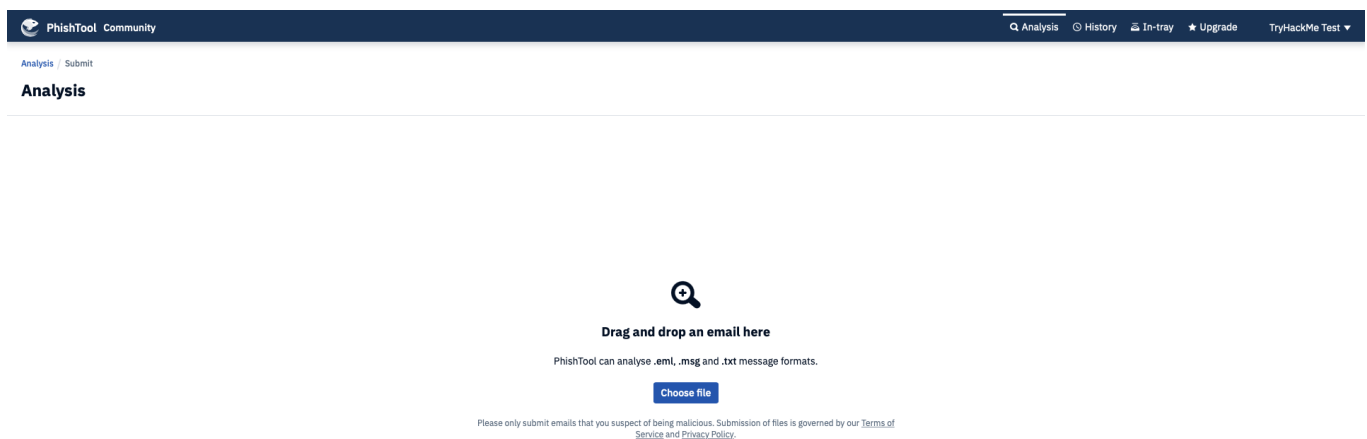 PhishTool Community
Analysis History In-tray Upgrade TryHackMe Test
Analysis / Submit
Analysis
Drag and drop an email here
PhishTool can analyse .eml, .msg and .txt message formats.
Choose file
Please only submit emails that you suspect of being malicious. Submission of files is governed by our Terms of
Service and Privacy Policy.